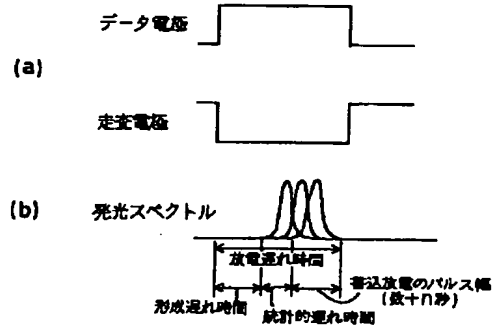 データ電極
(a)
走査電極
(b)
発光スペクトル
放電遅れ時間
書込放電のパルス幅
(数十n秒)
形成遅れ時間
統計的遅れ時間